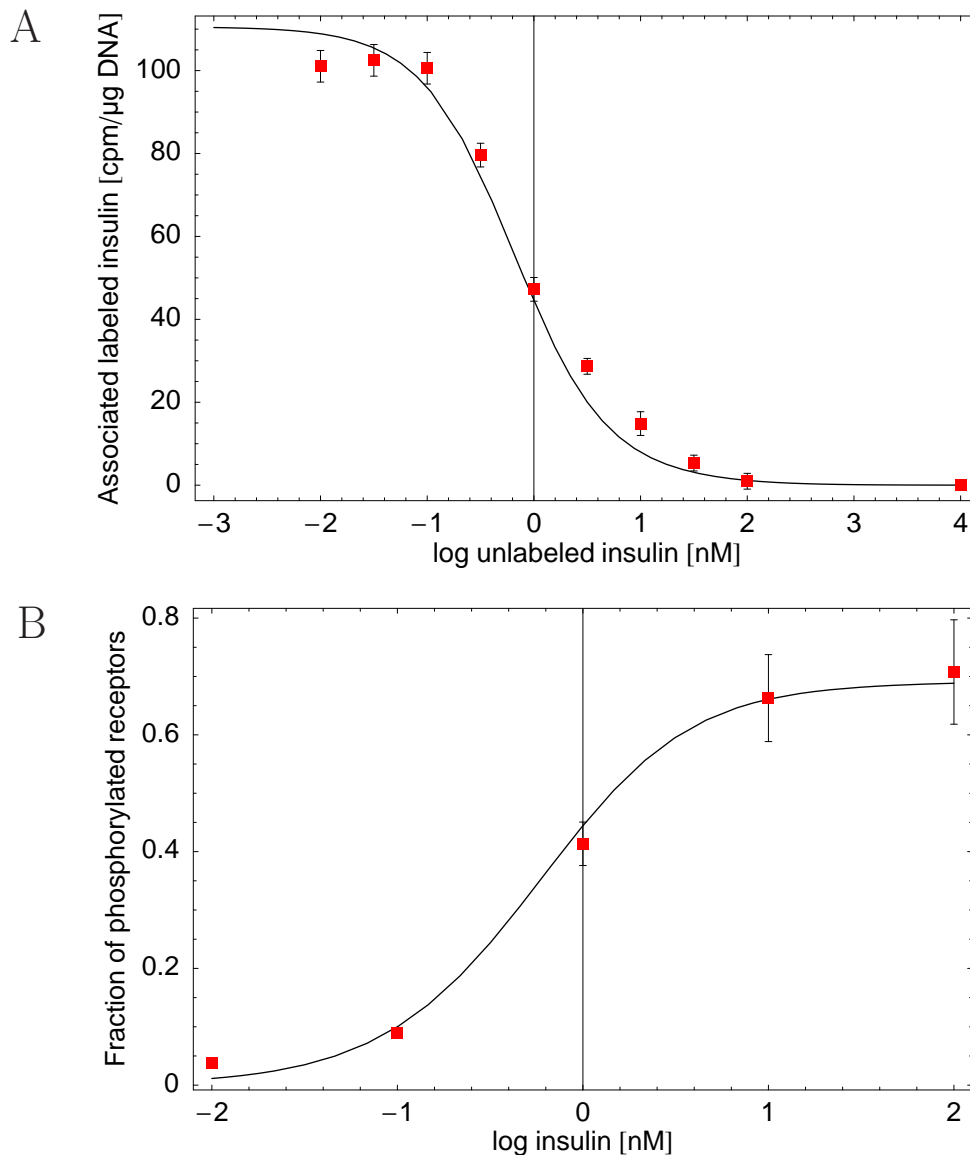 A
Associated labeled insulin [cpm/µg DNA]
100
80
60
40
20
0
−3 −2 −1 0 1 2 3 4
log unlabeled insulin [nM]
B
Fraction of phosphorylated receptors
0.8
0.6
0.4
0.2
0
−2 −1 0 1 2
log insulin [nM]